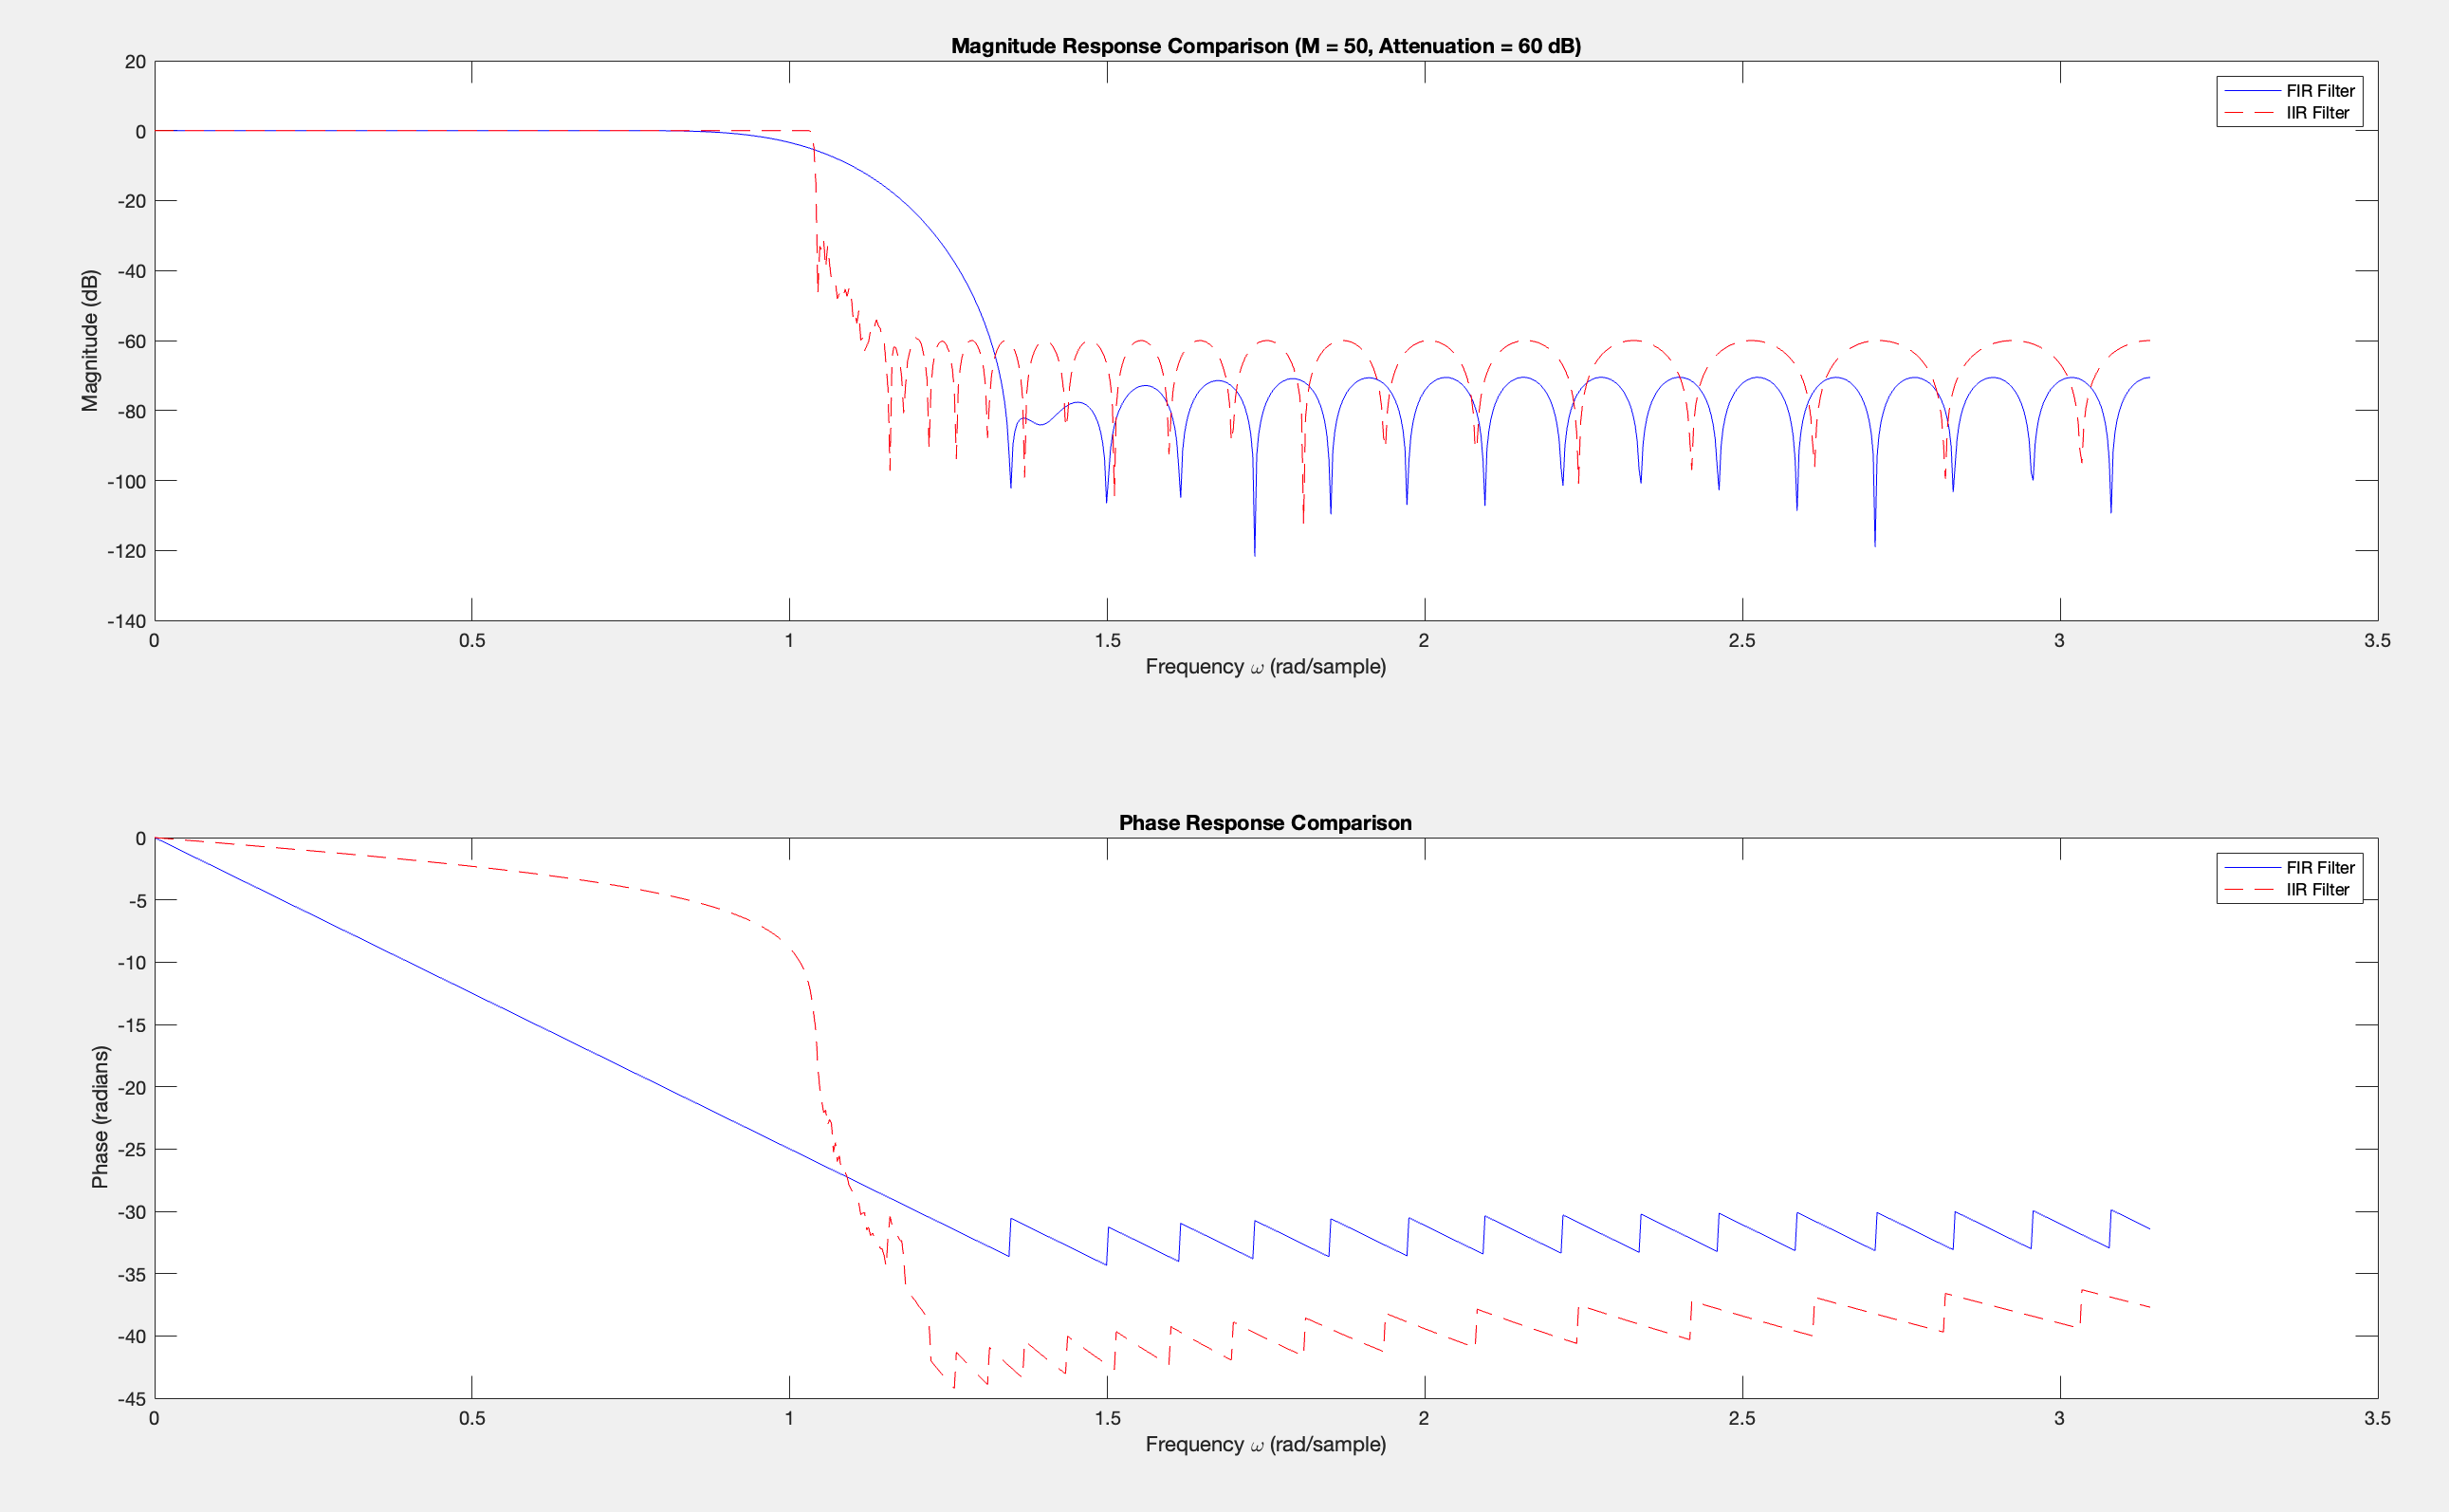 Magnitude Response Comparison (M = 50, Attenuation = 60 dB)
20
0
-20
-40
-60
-80
-100
-120
-140
Magnitude (dB)
FIR Filter
IIR Filter
0 0.5 1 1.5 2 2.5 3 3.5
Frequency ω (rad/sample)
Phase Response Comparison
0
-5
-10
-15
-20
-25
-30
-35
-40
-45
Phase (radians)
FIR Filter
IIR Filter
0 0.5 1 1.5 2 2.5 3 3.5
Frequency ω (rad/sample)